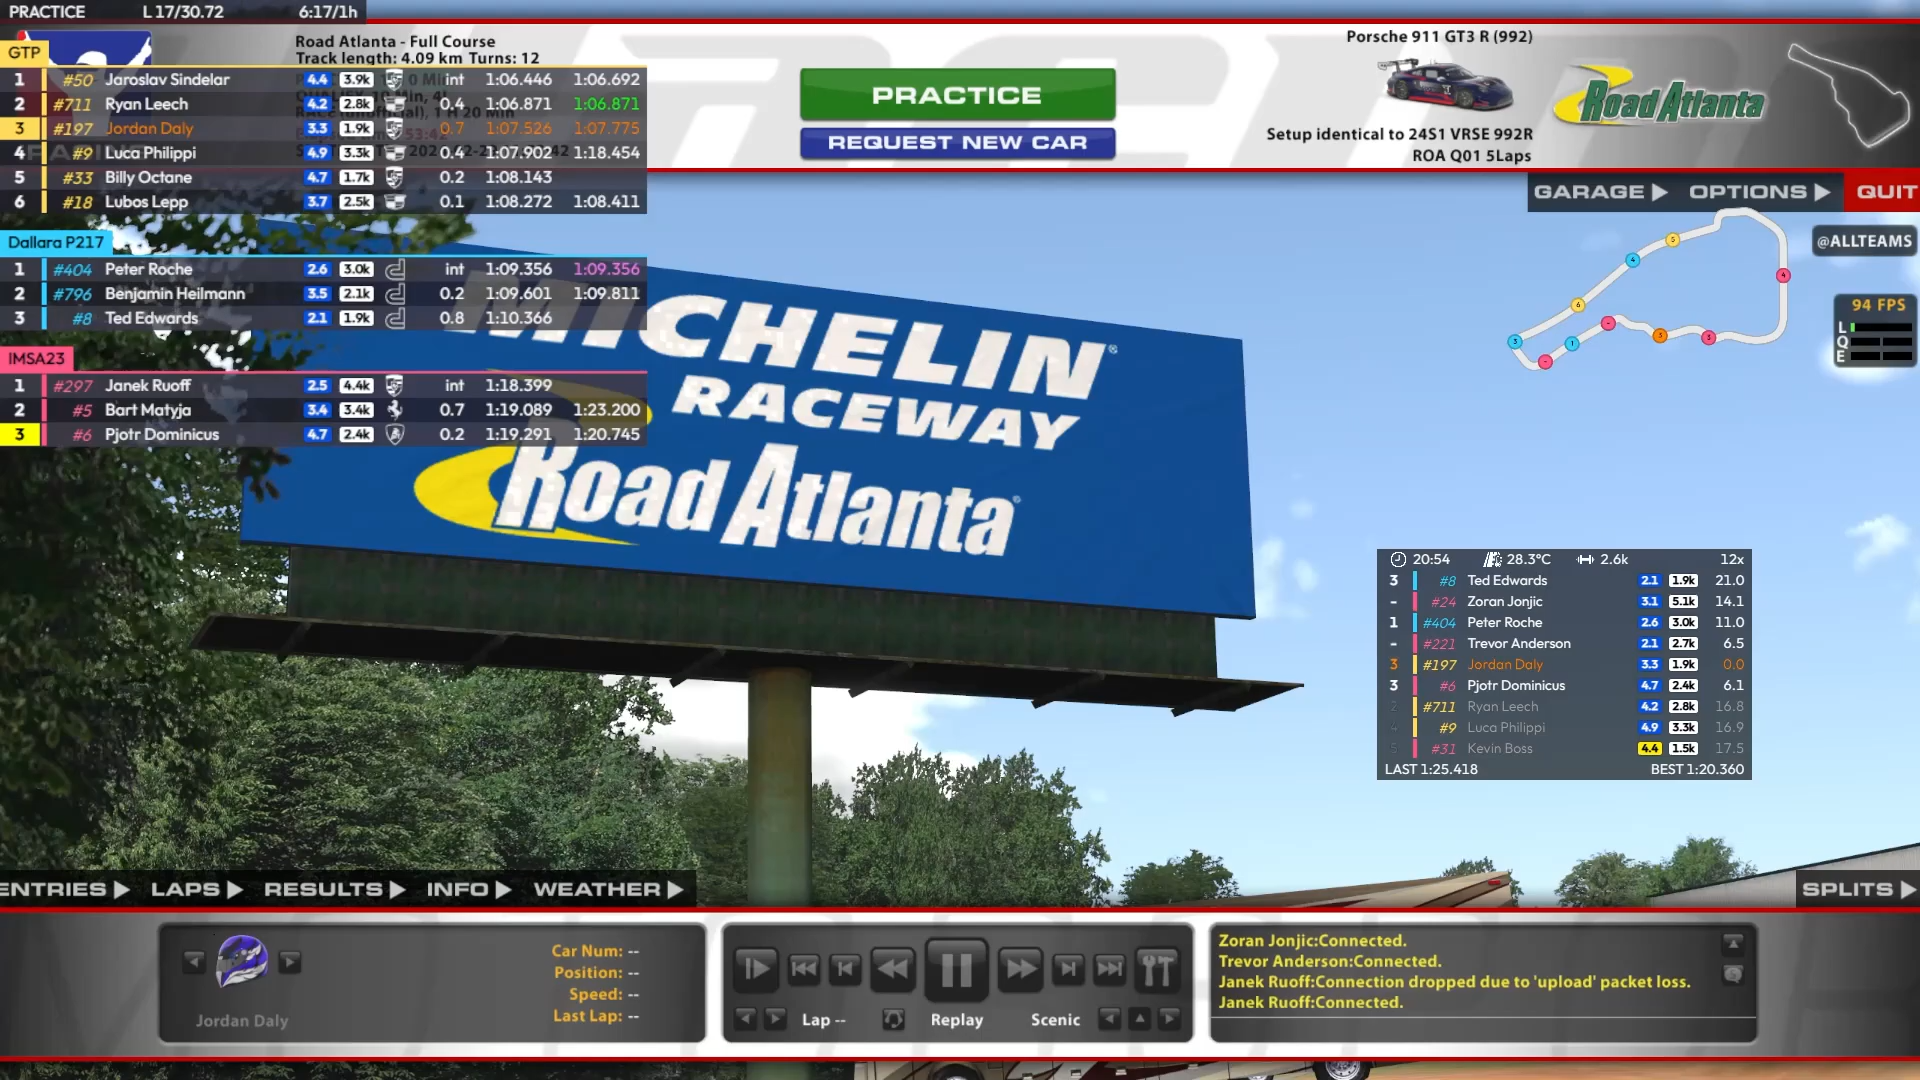 PRACTICE L 17/30.72 6:17/1h
Road Atlanta - Full Course
Track length: 4.09 km Turns: 12
GTP
1 #50 Jaroslav Sindelar 4.4 3.9k int 1:06.446 1:06.692
2 #711 Ryan Leech 4.2 2.8k 0.4 1:06.871 1:06.871
3 #197 Jordan Daly 3.3 1.9k 0.7 1:07.526 1:07.775
4 #9 Luca Philippi 4.9 3.3k 0.4 1:07.902 1:18.454
5 #33 Billy Octane 4.7 1.7k 0.2 1:08.143
6 #18 Lubos Lepp 3.7 2.5k 0.1 1:08.272 1:08.411
Dallara P217
1 #404 Peter Roche 2.6 3.0k int 1:09.356 1:09.356
2 #796 Benjamin Heilmann 3.5 2.1k 0.2 1:09.601 1:09.811
3 #8 Ted Edwards 2.1 1.9k 0.8 1:10.366
IMSA23
1 #297 Janek Ruoff 2.5 4.4k int 1:18.399
2 #5 Bart Matyja 3.4 3.4k 0.7 1:19.089 1:23.200
3 #6 Pjotr Dominicus 4.7 2.4k 0.2 1:19.291 1:20.745
PRACTICE
REQUEST NEW CAR
Porsche 911 GT3 R (992)
Road Atlanta
Setup identical to 24S1 VRSE 992R
ROA Q01 5Laps
GARAGE OPTIONS QUIT
@ALLTEAMS
94 FPS
L
Q
E
MICHELIN
RACEWAY
Road Atlanta
20:54 28.3°C 2.6k 12x
3 #8 Ted Edwards 2.1 1.9k 21.0
- #24 Zoran Jonjic 3.1 5.1k 14.1
1 #404 Peter Roche 2.6 3.0k 11.0
- #221 Trevor Anderson 2.1 2.7k 6.5
3 #197 Jordan Daly 3.3 1.9k 0.0
3 #6 Pjotr Dominicus 4.7 2.4k 6.1
2 #711 Ryan Leech 4.2 2.8k 16.8
4 #9 Luca Philippi 4.9 3.3k 16.9
5 #31 Kevin Boss 4.4 1.5k 17.5
LAST 1:25.418 BEST 1:20.360
ENTRIES LAPS RESULTS INFO WEATHER SPLITS
Jordan Daly
Car Num: --
Position: --
Speed: --
Last Lap: --
Lap -- Replay Scenic
Zoran Jonjic:Connected.
Trevor Anderson:Connected.
Janek Ruoff:Connection dropped due to 'upload' packet loss.
Janek Ruoff:Connected.